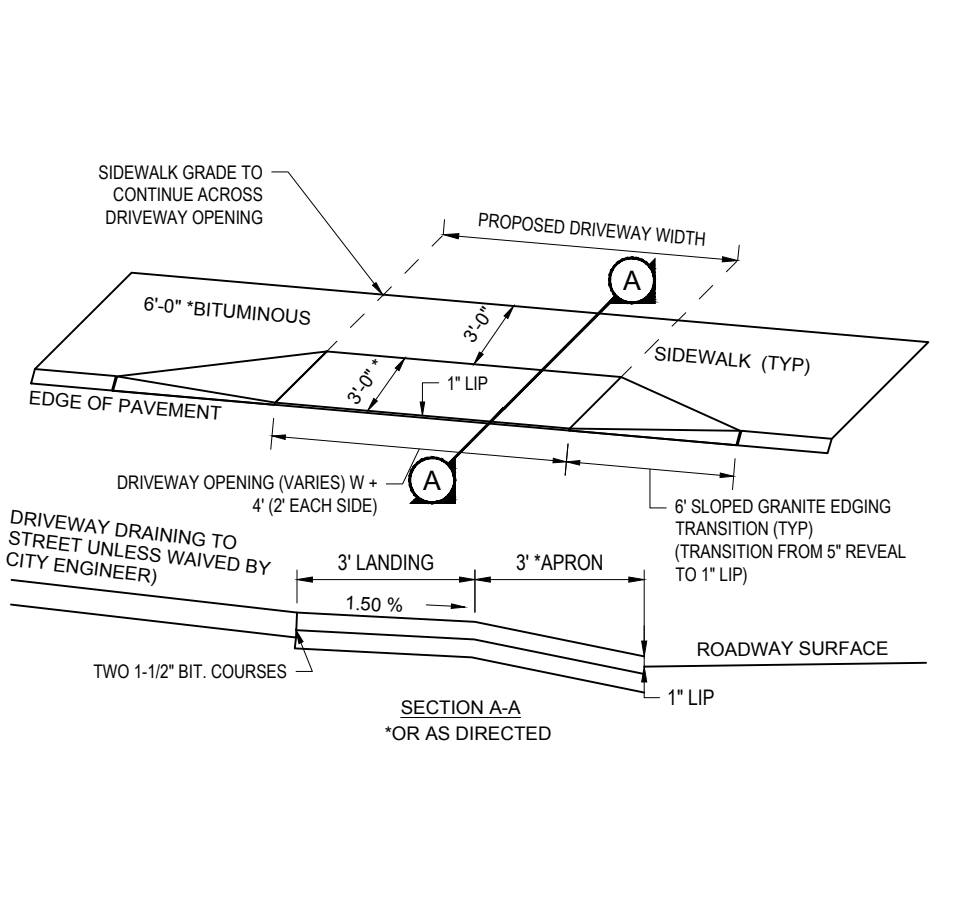 SIDEWALK GRADE TO
CONTINUE ACROSS
DRIVEWAY OPENING
PROPOSED DRIVEWAY WIDTH
A
6'-0" *BITUMINOUS
3'-0"
SIDEWALK (TYP)
3'-0" *
1" LIP
EDGE OF PAVEMENT
A
DRIVEWAY OPENING (VARIES) W +
4' (2' EACH SIDE)
6' SLOPED GRANITE EDGING
TRANSITION (TYP)
(TRANSITION FROM 5" REVEAL
TO 1" LIP)
DRIVEWAY DRAINING TO
STREET UNLESS WAIVED BY
CITY ENGINEER)
3' LANDING
3' *APRON
1.50 %
ROADWAY SURFACE
TWO 1-1/2" BIT. COURSES
1" LIP
SECTION A-A
*OR AS DIRECTED